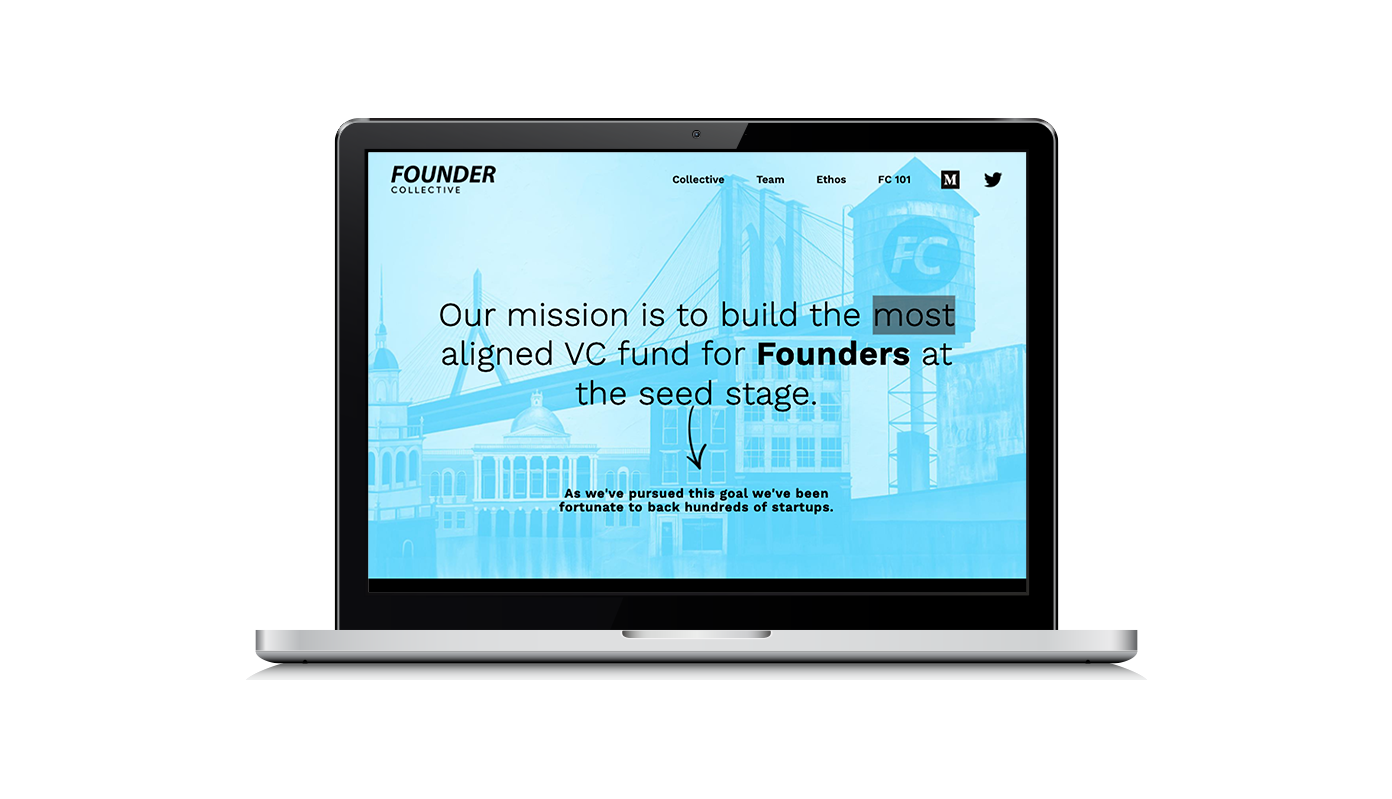 FOUNDER
COLLECTIVE
Collective Team Ethos FC 101 M
FC
Our mission is to build the most
aligned VC fund for Founders at
the seed stage.
As we've pursued this goal we've been
fortunate to back hundreds of startups.